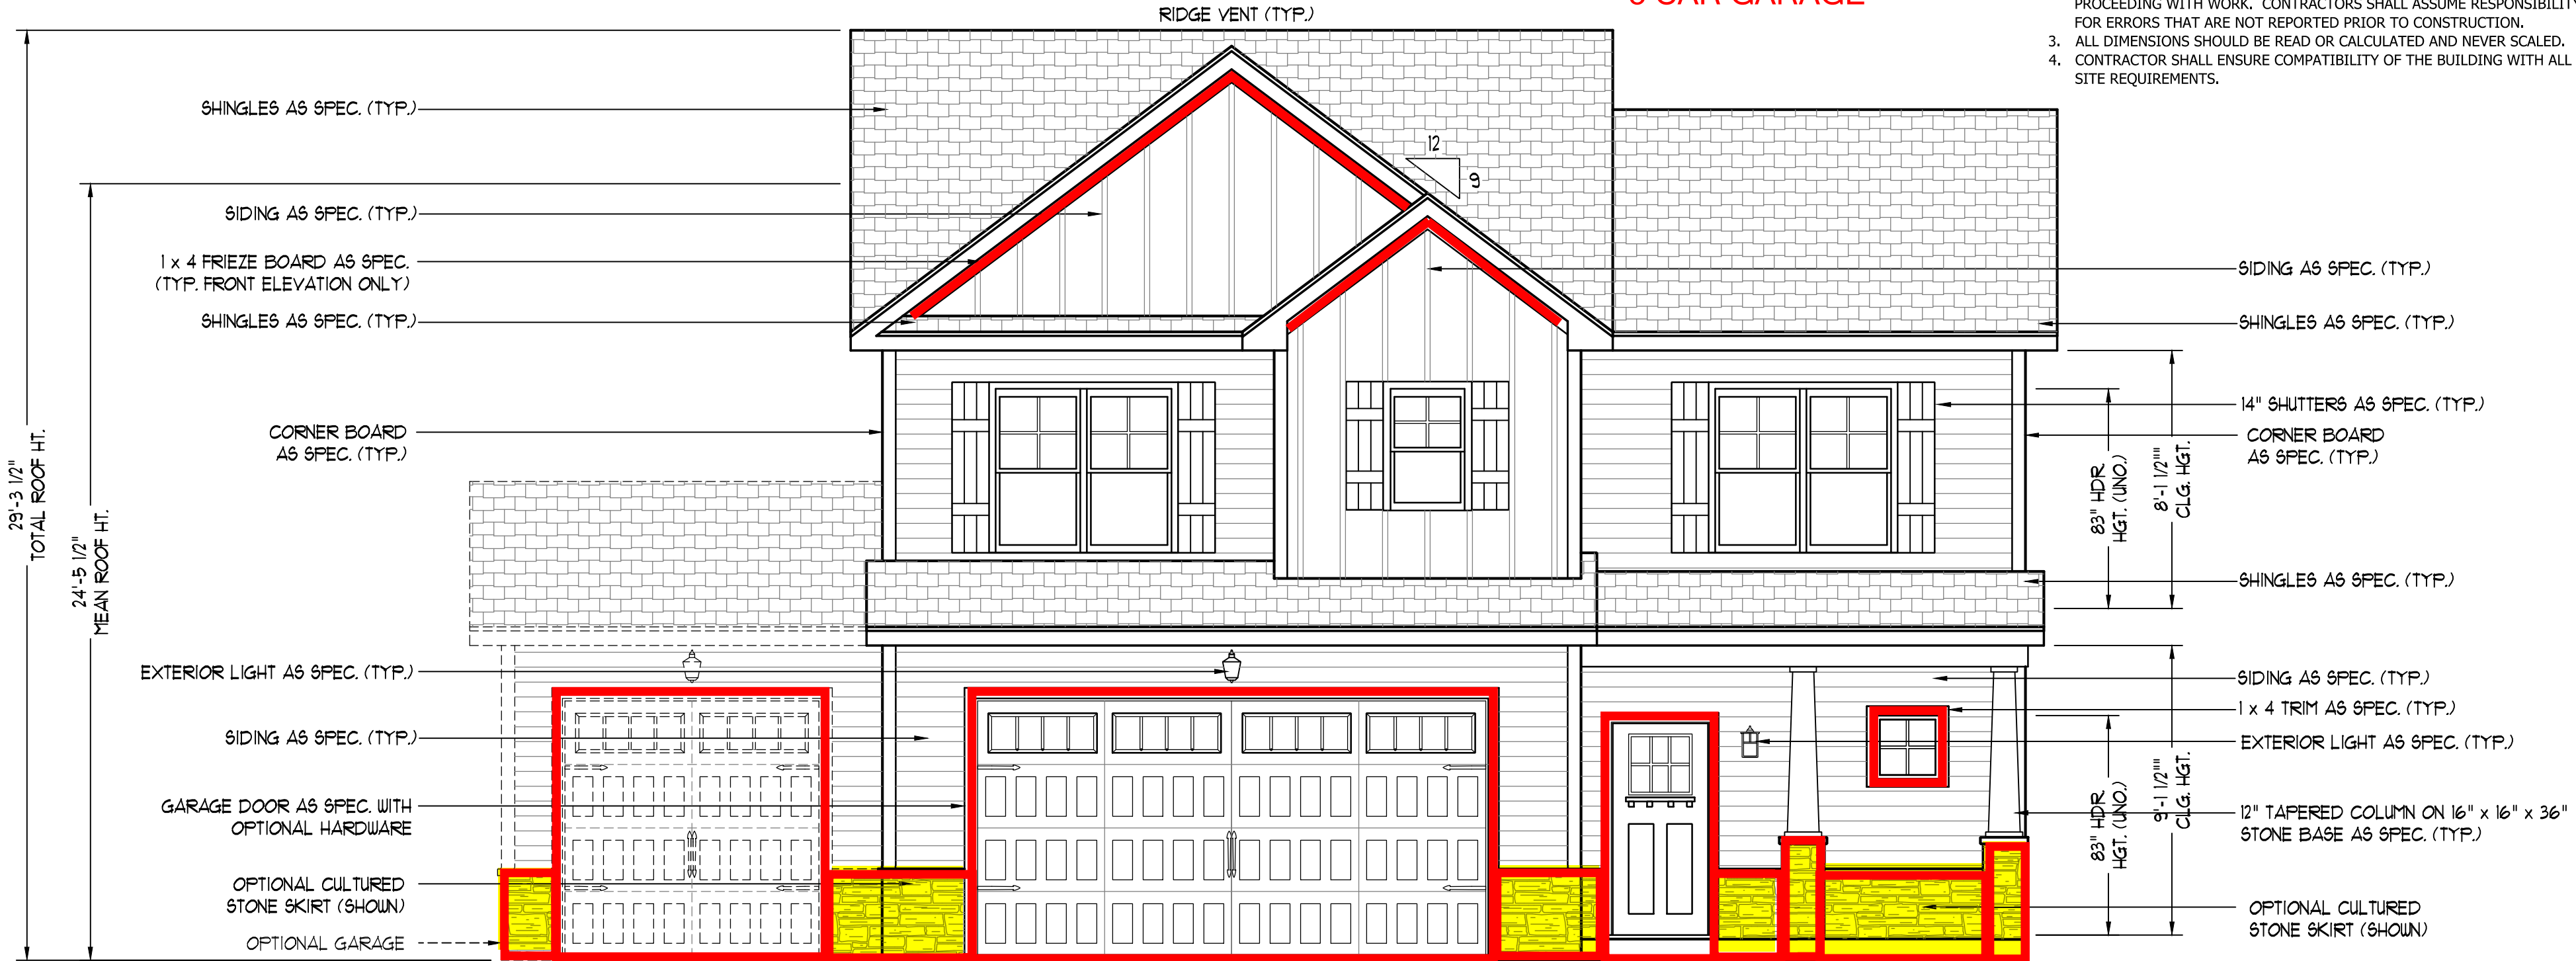 3 CAR GARAGE
PROCEEDING WITH WORK. CONTRACTORS SHALL ASSUME RESPONSIBILITY
FOR ERRORS THAT ARE NOT REPORTED PRIOR TO CONSTRUCTION.
3. ALL DIMENSIONS SHOULD BE READ OR CALCULATED AND NEVER SCALED.
4. CONTRACTOR SHALL ENSURE COMPATIBILITY OF THE BUILDING WITH ALL
SITE REQUIREMENTS.
RIDGE VENT (TYP.)
29'-3 1/2"
TOTAL ROOF HT.
24'-5 1/2"
MEAN ROOF HT.
SHINGLES AS SPEC. (TYP.)
SIDING AS SPEC. (TYP.)
1 x 4 FRIEZE BOARD AS SPEC.
(TYP. FRONT ELEVATION ONLY)
SHINGLES AS SPEC. (TYP.)
CORNER BOARD
AS SPEC. (TYP.)
EXTERIOR LIGHT AS SPEC. (TYP.)
SIDING AS SPEC. (TYP.)
GARAGE DOOR AS SPEC. WITH
OPTIONAL HARDWARE
OPTIONAL CULTURED
STONE SKIRT (SHOWN)
OPTIONAL GARAGE
12
9
SIDING AS SPEC. (TYP.)
SHINGLES AS SPEC. (TYP.)
14" SHUTTERS AS SPEC. (TYP.)
CORNER BOARD
AS SPEC. (TYP.)
83" HDR.
HGT. (UNO.)
8'-1 1/2""
CLG. HGT.
SHINGLES AS SPEC. (TYP.)
SIDING AS SPEC. (TYP.)
1 x 4 TRIM AS SPEC. (TYP.)
EXTERIOR LIGHT AS SPEC. (TYP.)
83" HDR.
HGT. (UNO.)
9'-1 1/2""
CLG. HGT.
12" TAPERED COLUMN ON 16" x 16" x 36"
STONE BASE AS SPEC. (TYP.)
OPTIONAL CULTURED
STONE SKIRT (SHOWN)